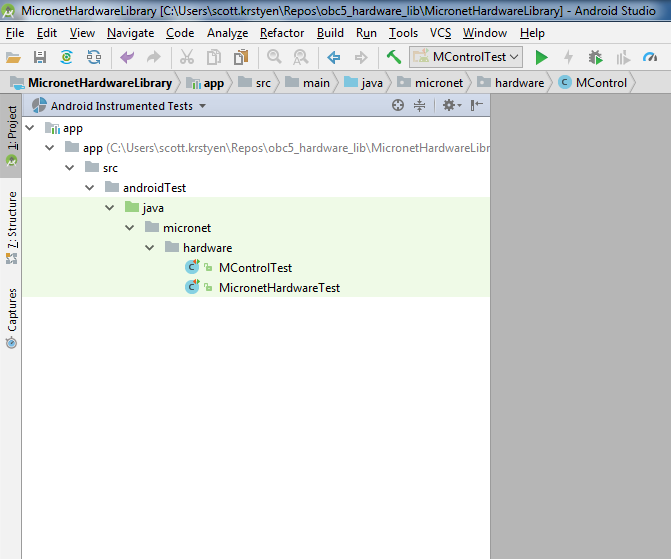 MicronetHardwareLibrary [C:\Users\scott.krstyen\Repos\obc5_hardware_lib\MicronetHardwareLibrary] - Android Studio
File Edit View Navigate Code Analyze Refactor Build Run Tools VCS Window Help
MControlTest
MicronetHardwareLibrary app src main java micronet hardware MControl
1: Project
7: Structure
Captures
Android Instrumented Tests
app
app (C:\Users\scott.krstyen\Repos\obc5_hardware_lib\MicronetHardwareLibr
src
androidTest
java
micronet
hardware
MControlTest
MicronetHardwareTest